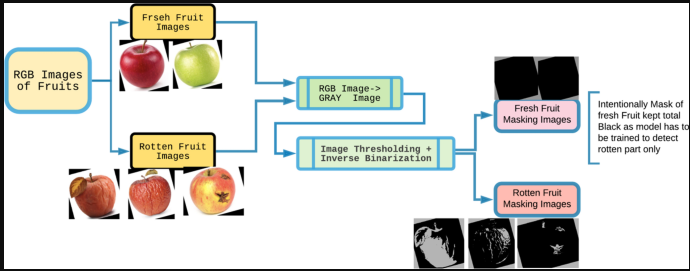 RGB Images
of Fruits
Frseh Fruit
Images
Rotten Fruit
Images
RGB Image->
GRAY Image
Image Thresholding +
Inverse Binarization
Fresh Fruit
Masking Images
Rotten Fruit
Masking Images
Intentionally Mask of
fresh Fruit kept total
Black as model has to
be trained to detect
rotten part only